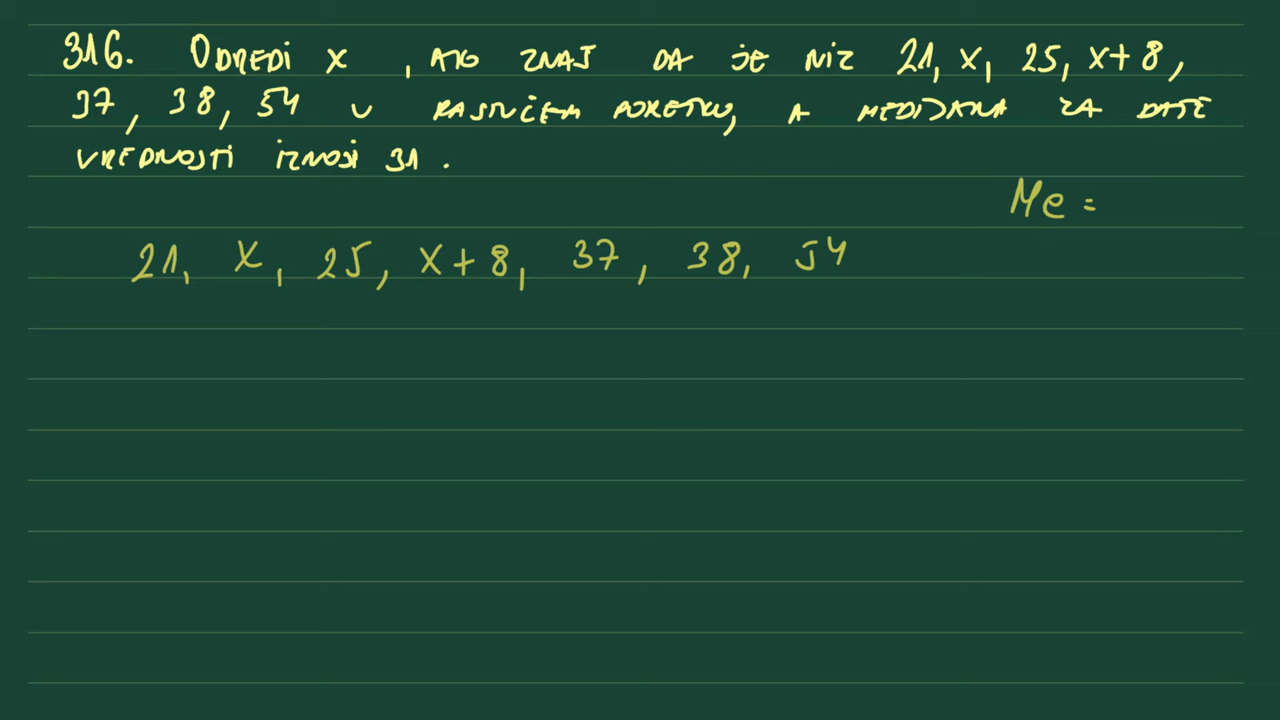 316. ODREDI X , AKO ZNAŠ DA JE NIZ 21, X, 25, X+8,
37, 38, 54 U RASTUĆEM PORETKU, A MEDIJANA ZA DATE
VREDNOSTI IZNOSI 31.
Me =
21, X, 25, X+8, 37, 38, 54